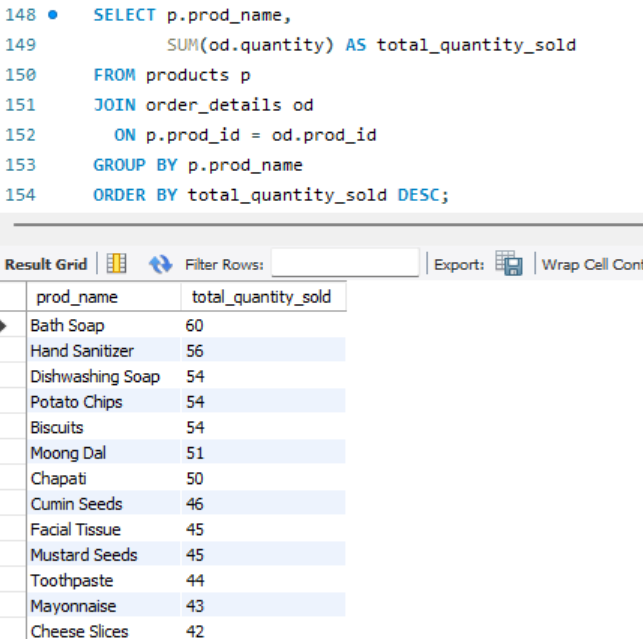 148 SELECT p.prod_name,
149 SUM(od.quantity) AS total_quantity_sold
150 FROM products p
151 JOIN order_details od
152 ON p.prod_id = od.prod_id
153 GROUP BY p.prod_name
154 ORDER BY total_quantity_sold DESC;
Result Grid Filter Rows: Export: Wrap Cell Cont
prod_name total_quantity_sold
Bath Soap 60
Hand Sanitizer 56
Dishwashing Soap 54
Potato Chips 54
Biscuits 54
Moong Dal 51
Chapati 50
Cumin Seeds 46
Facial Tissue 45
Mustard Seeds 45
Toothpaste 44
Mayonnaise 43
Cheese Slices 42